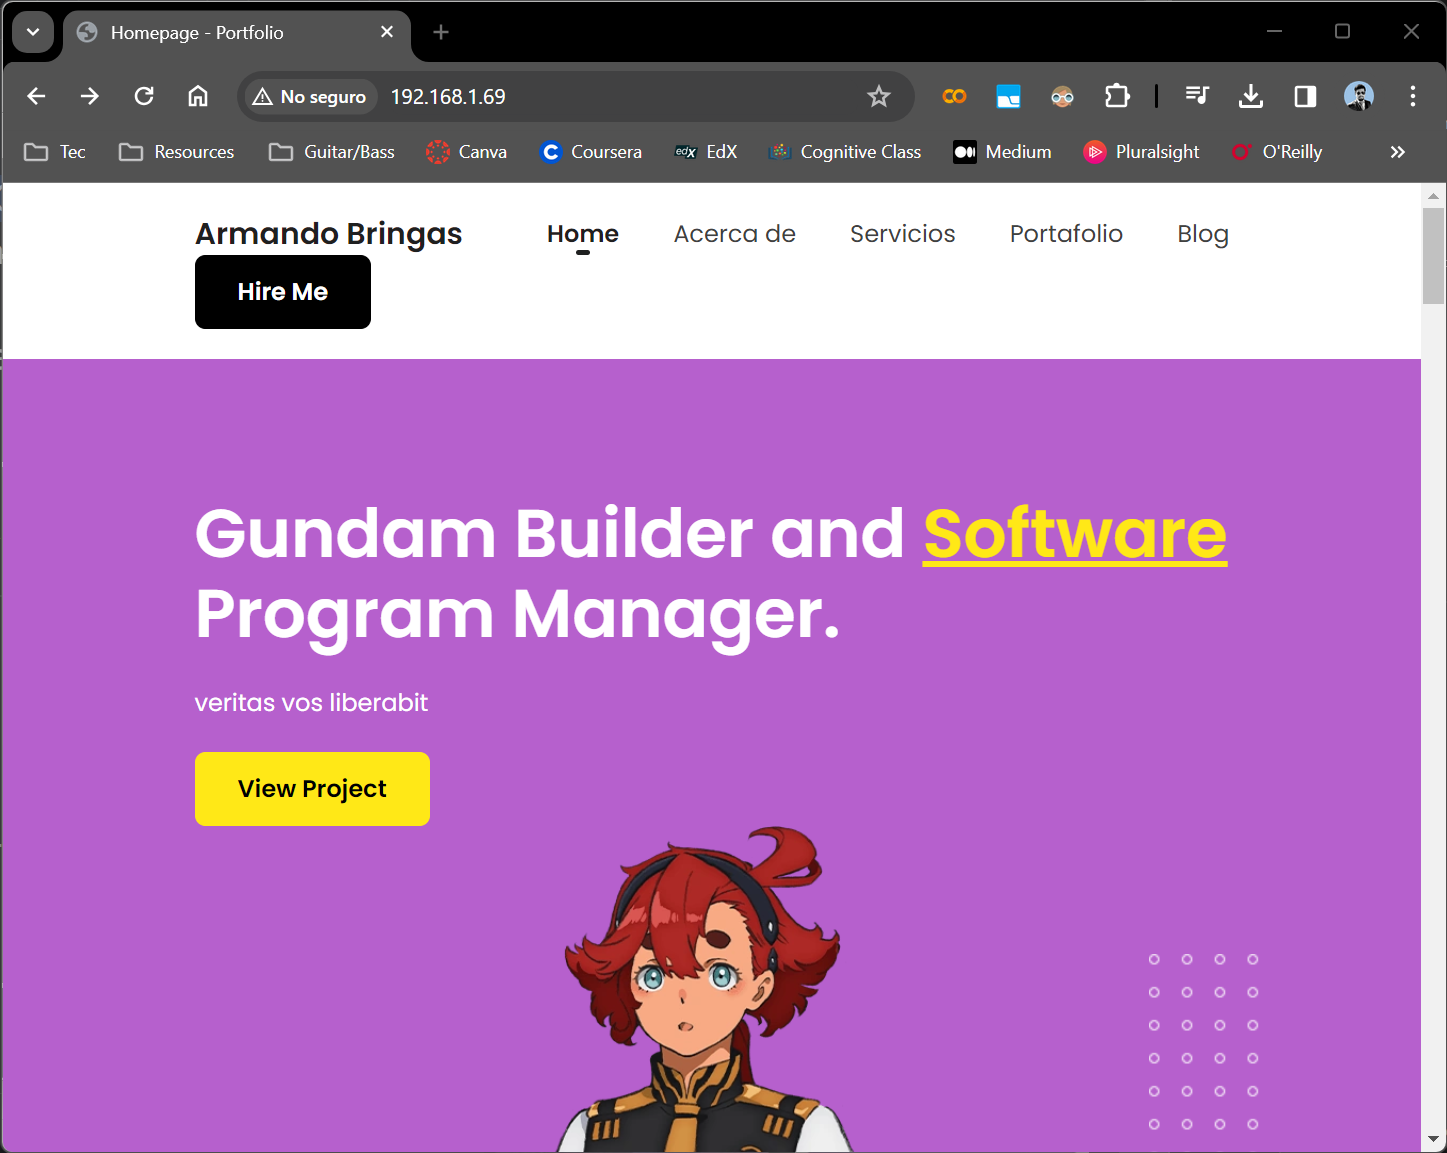 Homepage - Portfolio
No seguro 192.168.1.69
Tec Resources Guitar/Bass Canva Coursera edX EdX Cognitive Class Medium Pluralsight O'Reilly
Armando Bringas Home Acerca de Servicios Portafolio Blog
Hire Me
Gundam Builder and Software
Program Manager.
veritas vos liberabit
View Project